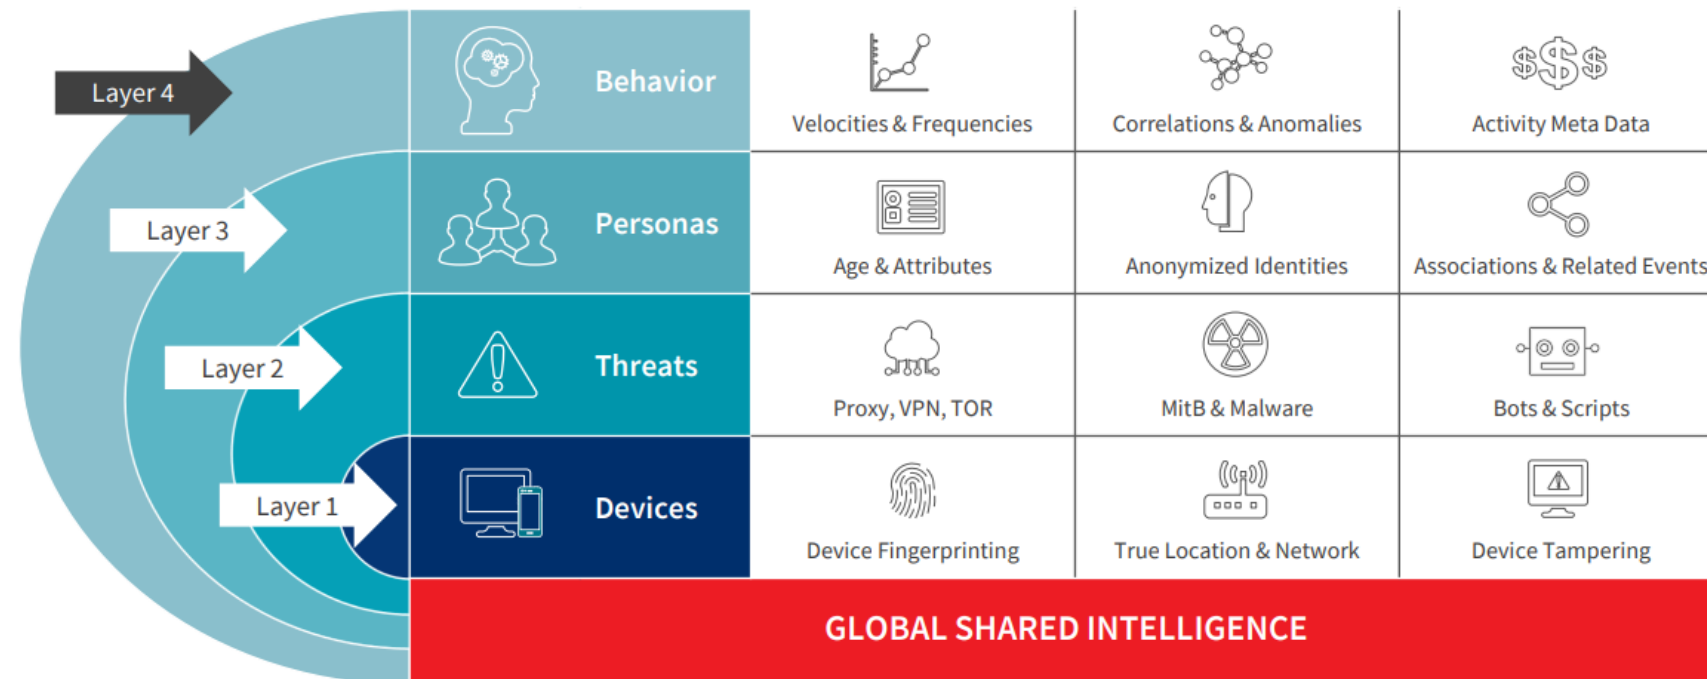 Layer 4
Behavior
Velocities & Frequencies
Correlations & Anomalies
Activity Meta Data
Layer 3
Personas
Age & Attributes
Anonymized Identities
Associations & Related Events
Layer 2
Threats
Proxy, VPN, TOR
MitB & Malware
Bots & Scripts
Layer 1
Devices
Device Fingerprinting
True Location & Network
Device Tampering
GLOBAL SHARED INTELLIGENCE